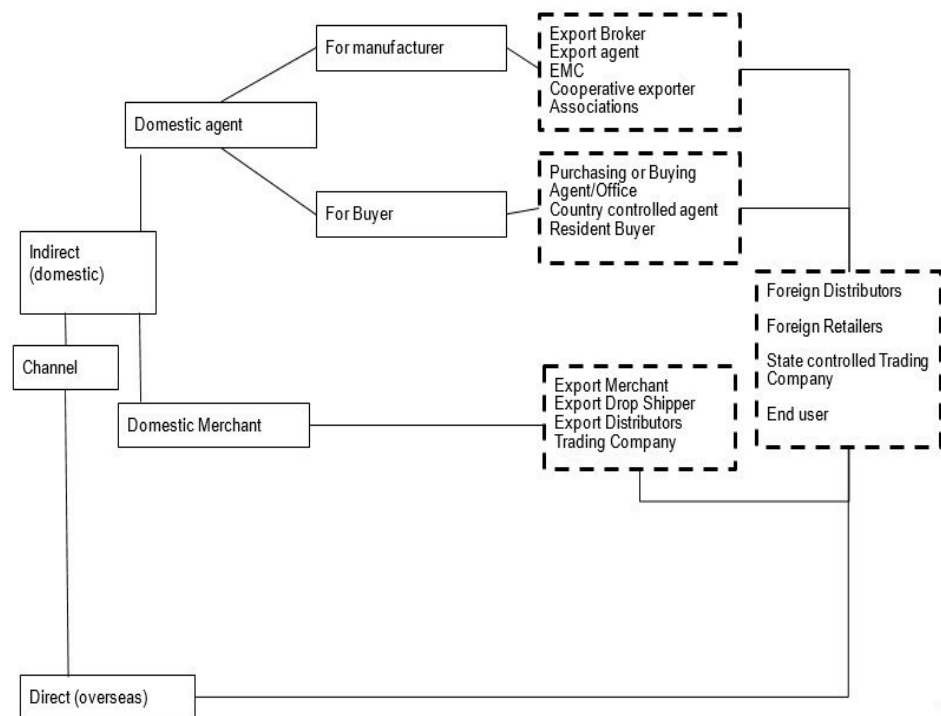 For manufacturer
Export Broker
Export agent
EMC
Cooperative exporter
Associations
Domestic agent
Purchasing or Buying
Agent/Office
Country controlled agent
Resident Buyer
For Buyer
Indirect
(domestic)
Foreign Distributors
Foreign Retailers
State controlled Trading
Company
End user
Channel
Export Merchant
Export Drop Shipper
Export Distributors
Trading Company
Domestic Merchant
Direct (overseas)